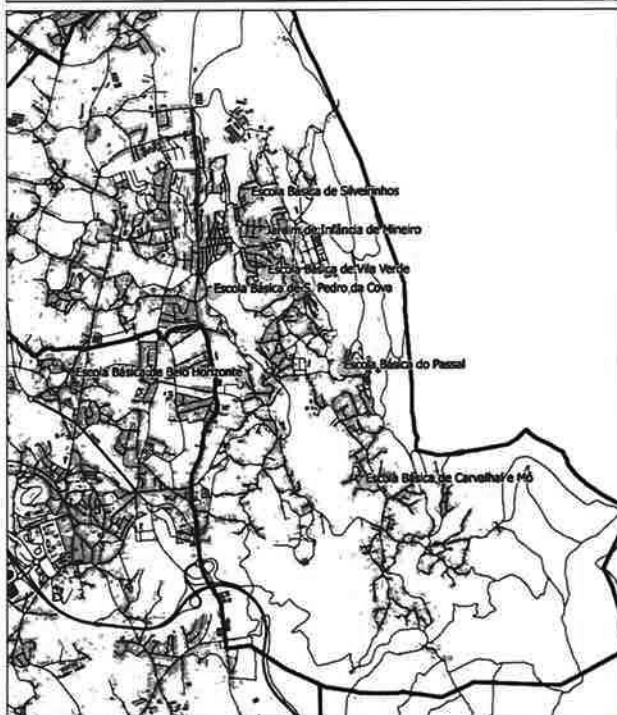 Escola Básica de Silveirinhos
Jardim de Infância de Mineiro
Escola Básica de Vila Verde
Escola Básica de S. Pedro da Cova
Escola Básica do Passal
Escola Básica de Belo Horizonte
Escola Básica de Carvalhal e Mó